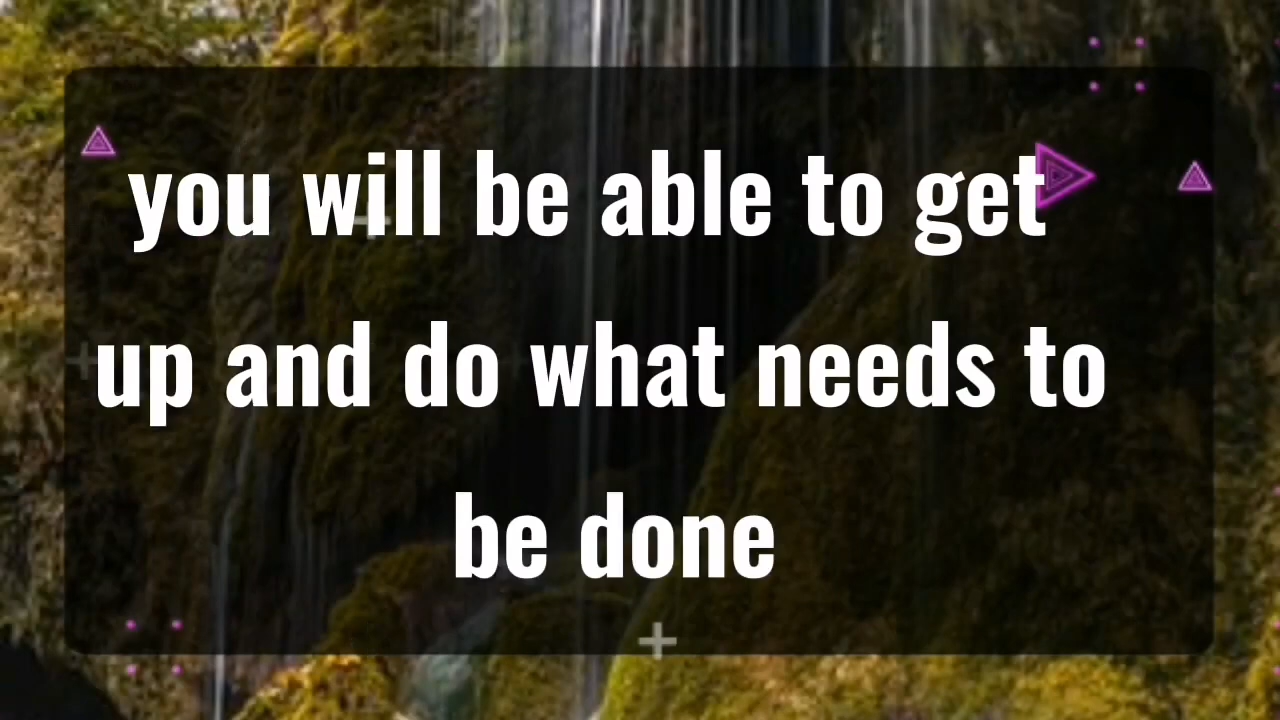 you will be able to get
up and do what needs to
be done